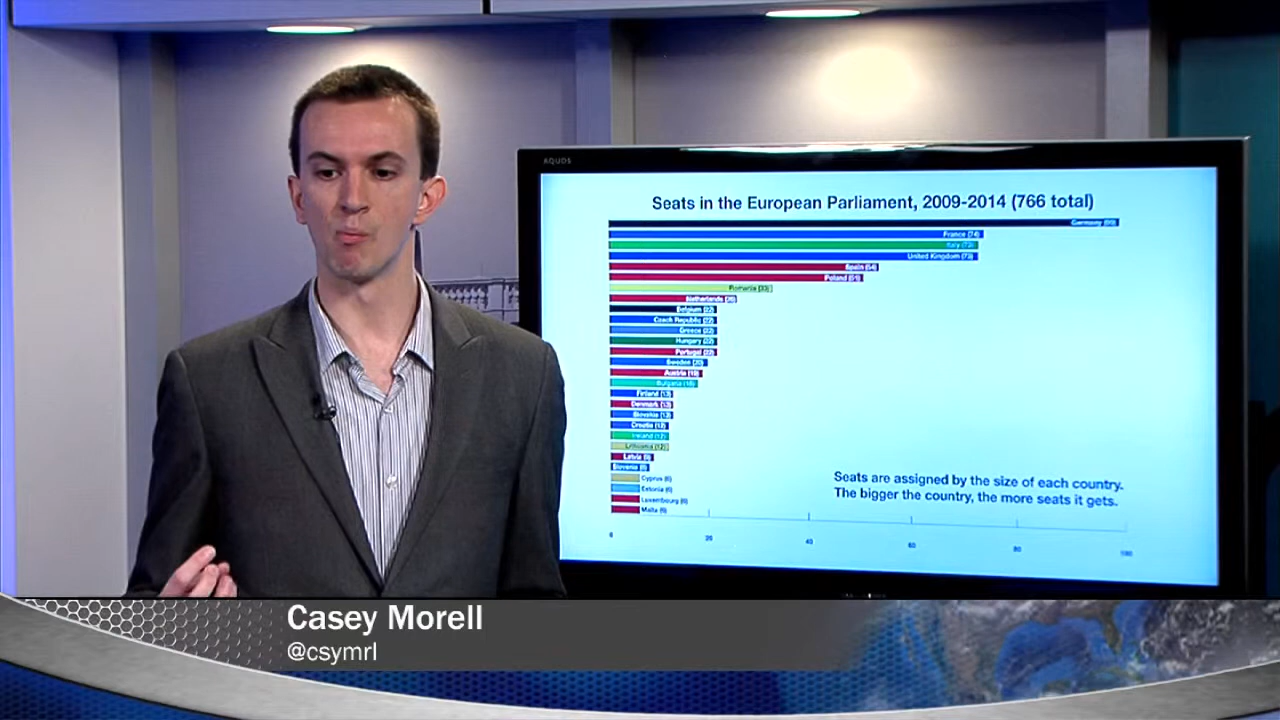 AQUOS
Seats in the European Parliament, 2009-2014 (766 total)
Germany (99)
France (74)
Italy (73)
United Kingdom (73)
Spain (54)
Poland (51)
Romania (33)
Netherlands (26)
Belgium (22)
Czech Republic (22)
Greece (22)
Hungary (22)
Portugal (22)
Sweden (20)
Austria (19)
Bulgaria (18)
Finland (13)
Denmark (13)
Slovakia (13)
Croatia (12)
Ireland (12)
Lithuania (12)
Latvia (9)
Slovenia (8)
Cyprus (6)
Estonia (6)
Luxembourg (6)
Malta (6)
Seats are assigned by the size of each country.
The bigger the country, the more seats it gets.
0 20 40 60 80 100
Casey Morell
@csymrl